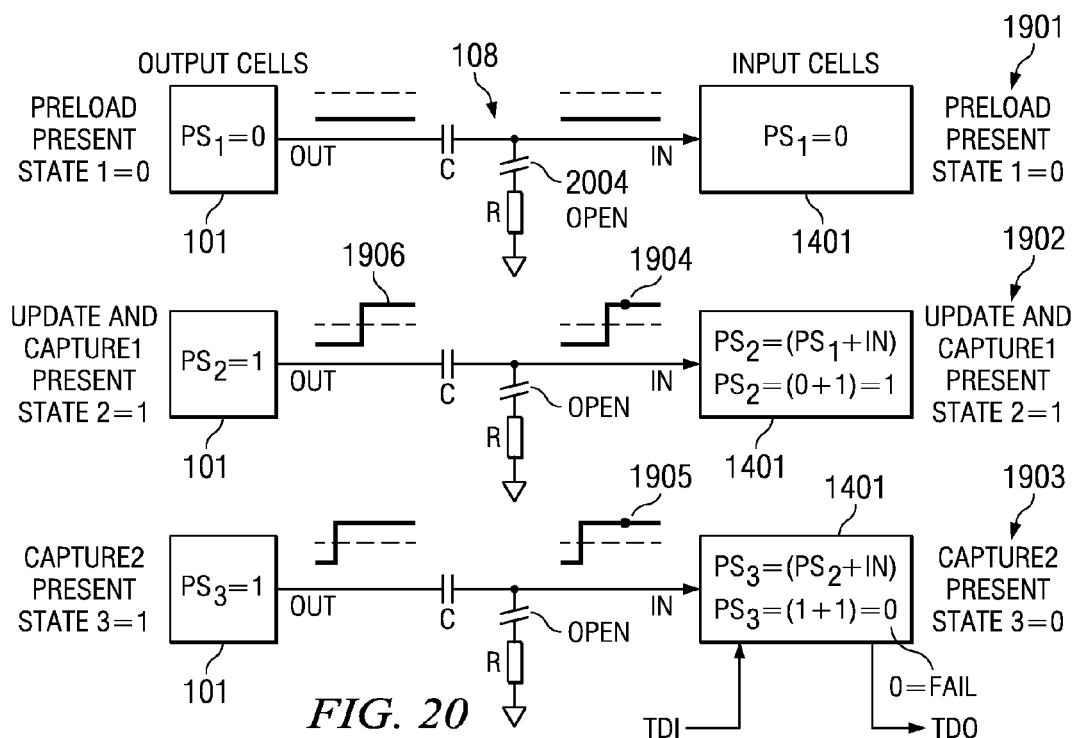 OUTPUT CELLS
108
INPUT CELLS
1901
PRELOAD
PRESENT
STATE 1=0
PS1=0
OUT
C
IN
2004
OPEN
R
PS1=0
PRELOAD
PRESENT
STATE 1=0
101
1401
1906
1904
1902
UPDATE AND
CAPTURE1
PRESENT
STATE 2=1
PS2=1
OUT
C
IN
OPEN
R
PS2=(PS1+IN)
PS2=(0+1)=1
UPDATE AND
CAPTURE1
PRESENT
STATE 2=1
101
1401
1905
1401
1903
CAPTURE2
PRESENT
STATE 3=1
PS3=1
OUT
C
IN
OPEN
R
PS3=(PS2+IN)
PS3=(1+1)=0
CAPTURE2
PRESENT
STATE 3=0
101
0=FAIL
FIG. 20
TDI
TDO